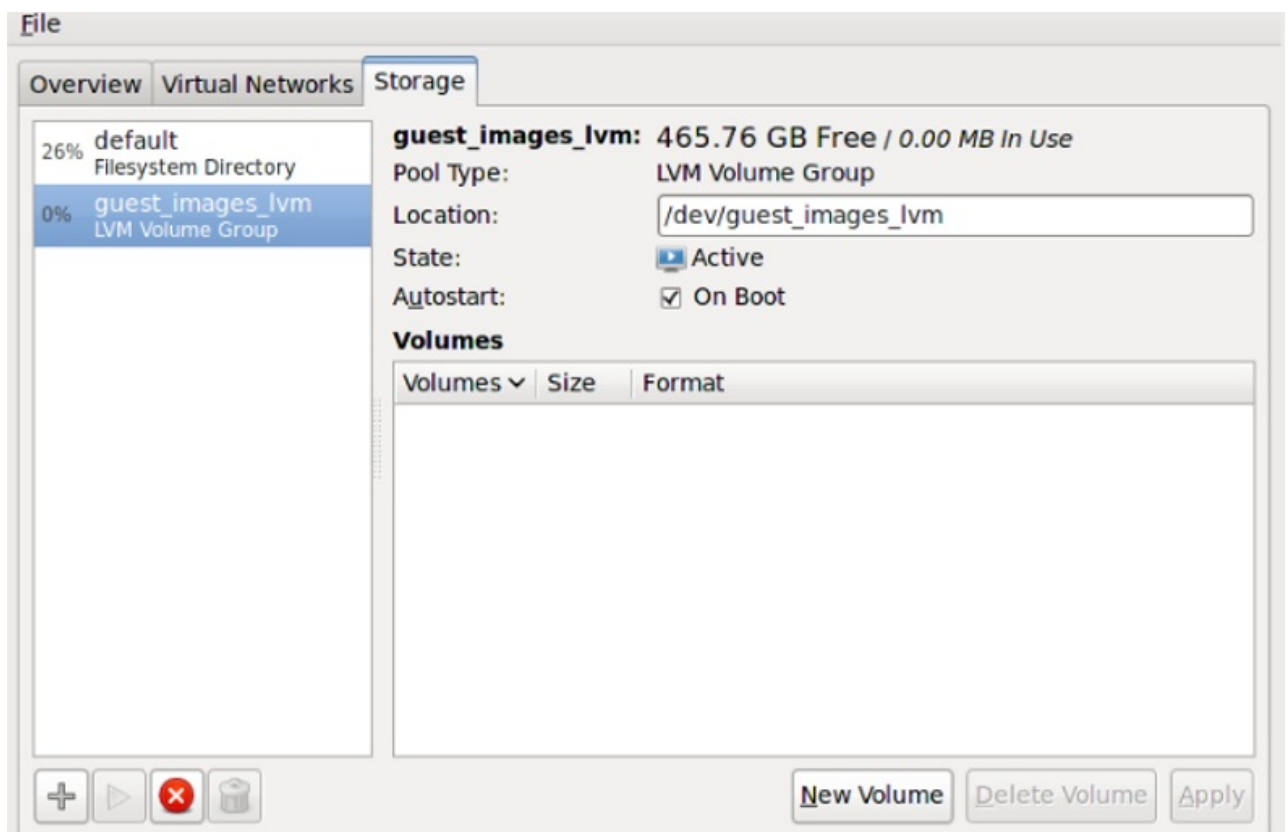 File
Overview Virtual Networks Storage
26% default
Filesystem Directory
0% guest_images_lvm
LVM Volume Group
guest_images_lvm: 465.76 GB Free / 0.00 MB In Use
Pool Type: LVM Volume Group
Location: /dev/guest_images_lvm
State: Active
Autostart: On Boot
Volumes
Volumes Size Format
New Volume Delete Volume Apply